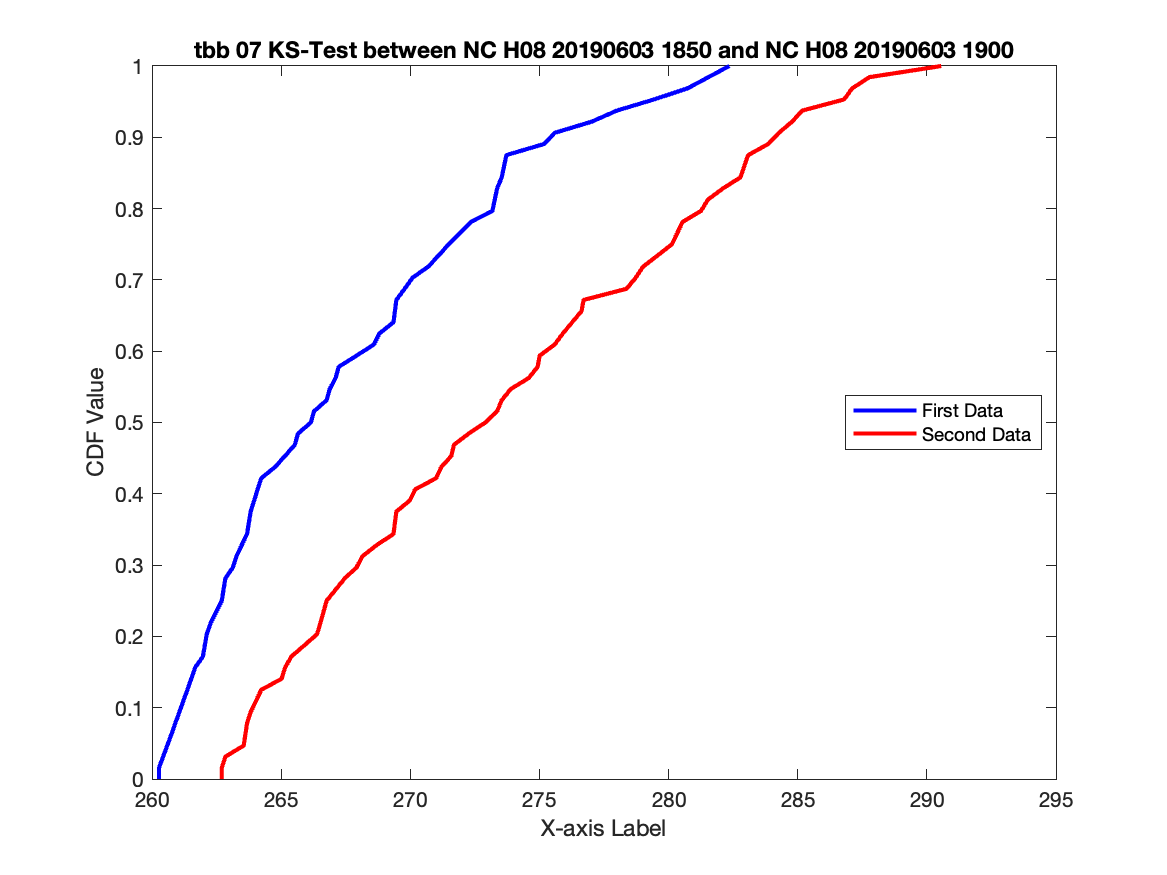 tbb 07 KS-Test between NC H08 20190603 1850 and NC H08 20190603 1900
1
0.9
0.8
0.7
0.6
0.5
0.4
0.3
0.2
0.1
0
CDF Value
First Data
Second Data
260 265 270 275 280 285 290 295
X-axis Label